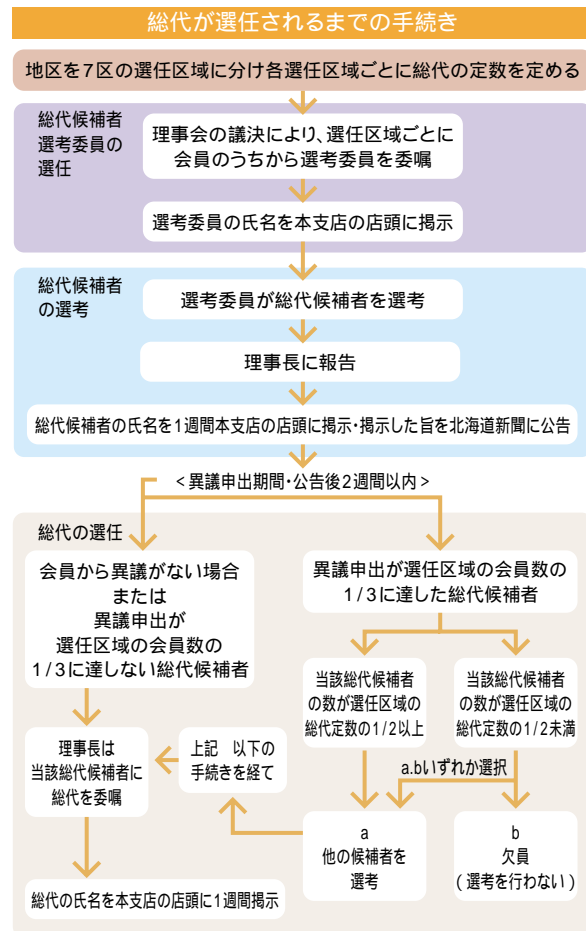 総代が選任されるまでの手続き
地区を7区の選任区域に分け各選任区域ごとに総代の定数を定める
総代候補者
選考委員の
選任
理事会の議決により、選任区域ごとに
会員のうちから選考委員を委嘱
選考委員の氏名を本支店の店頭に掲示
総代候補者
の選考
選考委員が総代候補者を選考
理事長に報告
総代候補者の氏名を1週間本支店の店頭に掲示・掲示した旨を北海道新聞に公告
<異議申出期間・公告後2週間以内>
総代の選任
会員から異議がない場合
または
異議申出が
選任区域の会員数の
1/3に達しない総代候補者
異議申出が選任区域の会員数の
1/3に達した総代候補者
当該総代候補者
の数が選任区域の
総代定数の1/2以上
当該総代候補者
の数が選任区域の
総代定数の1/2未満
理事長は
当該総代候補者に
総代を委嘱
上記 以下の
手続きを経て
a.bいずれか選択
a
他の候補者を
選考
b
欠員
(選考を行わない)
総代の氏名を本支店の店頭に1週間掲示